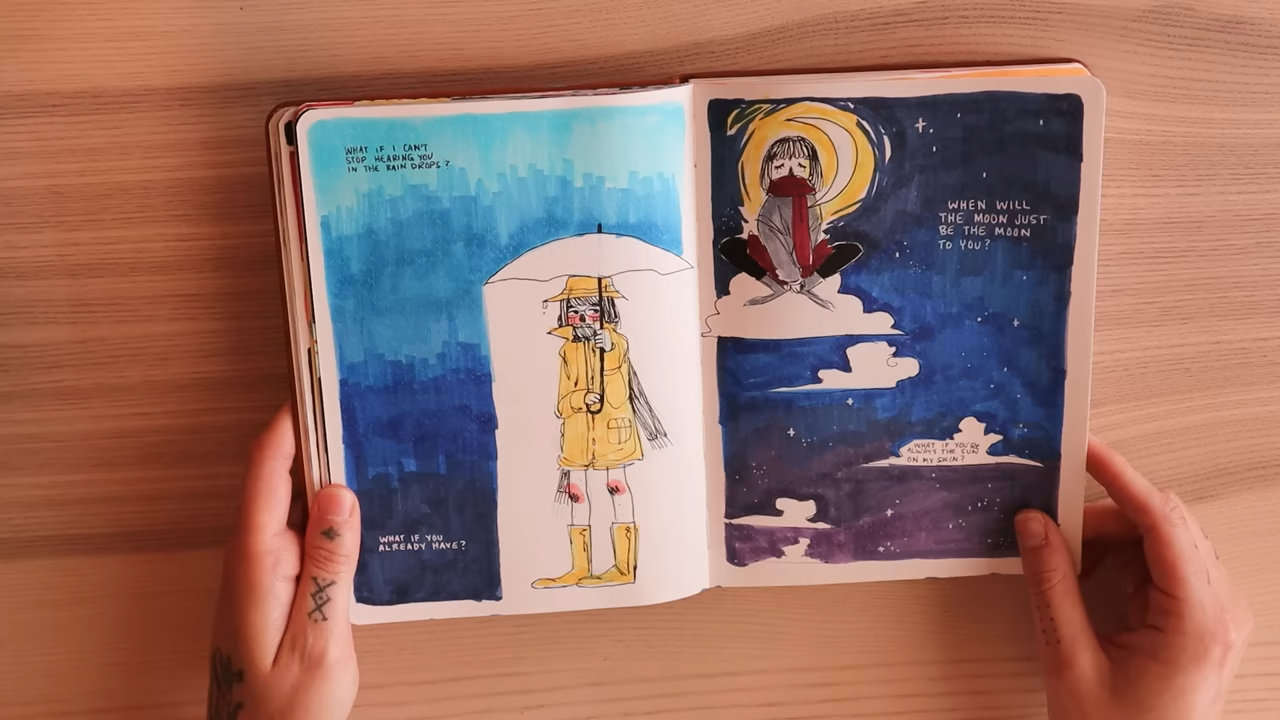 WHAT IF I CAN'T
STOP HEARING YOU
IN THE RAIN DROPS?
WHAT IF YOU
ALREADY HAVE?
WHEN WILL
THE MOON JUST
BE THE MOON
TO YOU?
WHAT IF YOU'RE
ALWAYS THE SUN
ON MY SKIN?